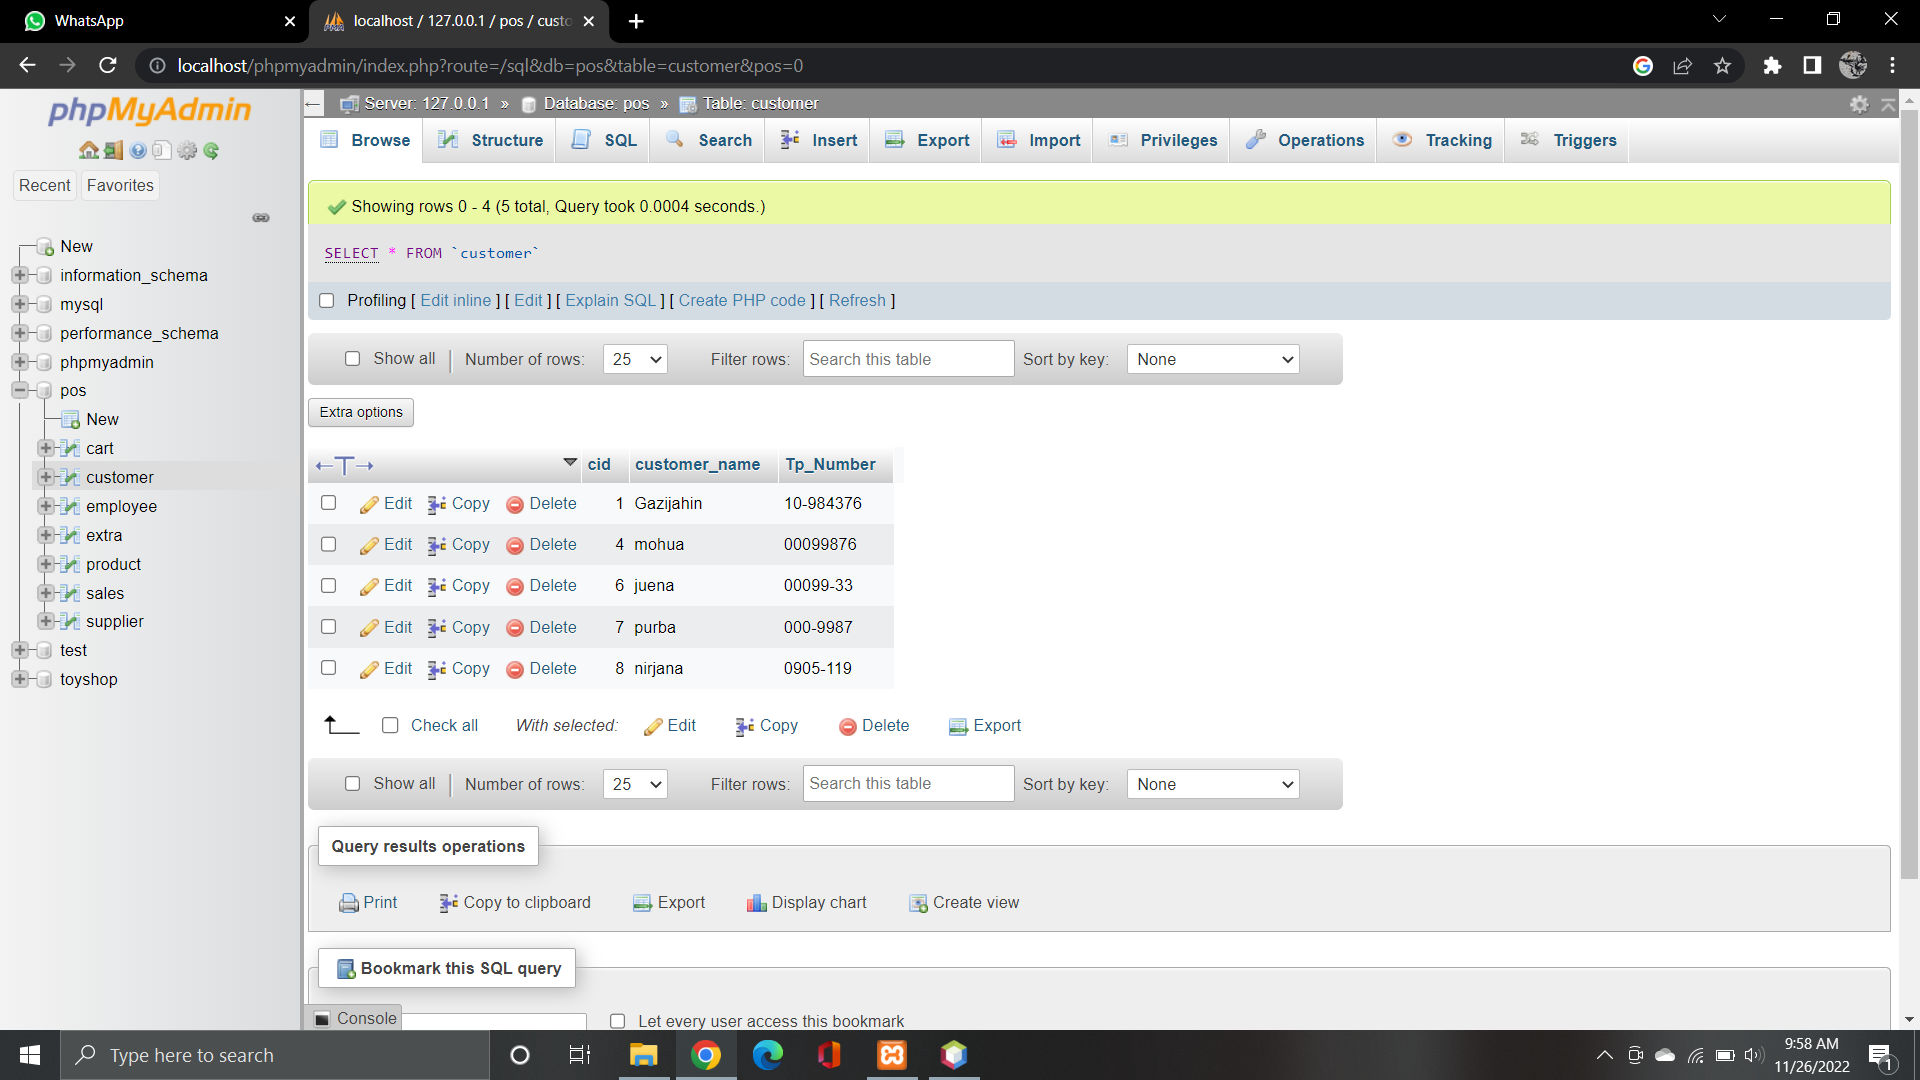 WhatsApp
localhost / 127.0.0.1 / pos / custo
localhost/phpmyadmin/index.php?route=/sql&db=pos&table=customer&pos=0
phpMyAdmin
Recent Favorites
New
information_schema
mysql
performance_schema
phpmyadmin
pos
New
cart
customer
employee
extra
product
sales
supplier
test
toyshop
Server: 127.0.0.1 » Database: pos » Table: customer
Browse Structure SQL Search Insert Export Import Privileges Operations Tracking Triggers
Showing rows 0 - 4 (5 total, Query took 0.0004 seconds.)
SELECT * FROM `customer`
Profiling [ Edit inline ] [ Edit ] [ Explain SQL ] [ Create PHP code ] [ Refresh ]
Show all Number of rows: 25 Filter rows: Search this table Sort by key: None
Extra options
cid customer_name Tp_Number
Edit Copy Delete 1 Gazijahin 10-984376
Edit Copy Delete 4 mohua 00099876
Edit Copy Delete 6 juena 00099-33
Edit Copy Delete 7 purba 000-9987
Edit Copy Delete 8 nirjana 0905-119
Check all With selected: Edit Copy Delete Export
Show all Number of rows: 25 Filter rows: Search this table Sort by key: None
Query results operations
Print Copy to clipboard Export Display chart Create view
Bookmark this SQL query
Console
Let every user access this bookmark
Type here to search
9:58 AM
11/26/2022
1